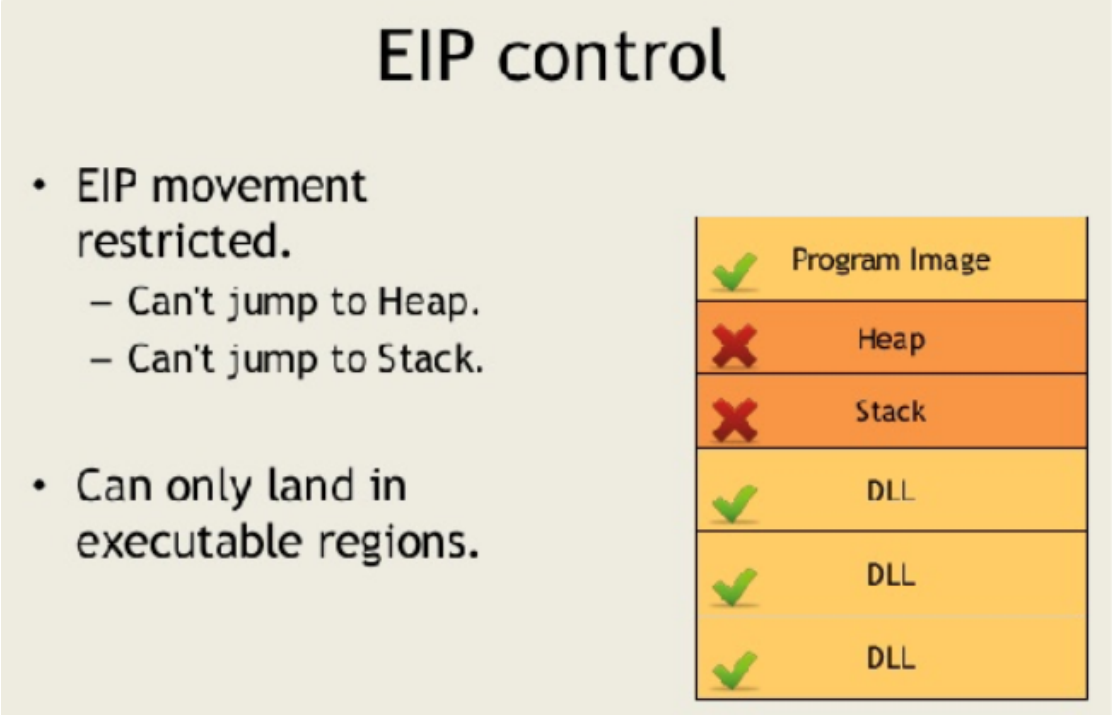 EIP control
• EIP movement
restricted.
– Can't jump to Heap.
– Can't jump to Stack.
• Can only land in
executable regions.
Program Image
Heap
Stack
DLL
DLL
DLL